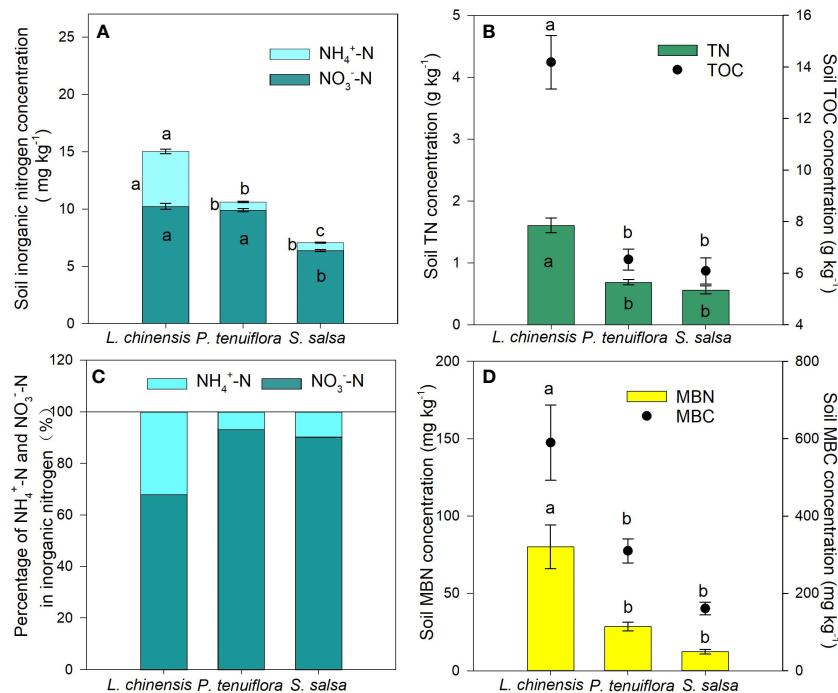 A
NH₄⁺-N
NO₃⁻-N
Soil inorganic nitrogen concentration
( mg kg⁻¹)
25
20
15
10
5
0
a
a
a
b
b
a
c
b
b
L. chinensis P. tenuiflora S. salsa
B
TN
TOC
Soil TN concentration (g kg⁻¹)
5
4
3
2
1
0
Soil TOC concentration (g kg⁻¹)
16
14
12
10
8
6
4
a
a
b
b
b
b
L. chinensis P. tenuiflora S. salsa
C
NH₄⁺-N
NO₃⁻-N
Percentage of NH₄⁺-N and NO₃⁻-N
in inorganic nitrogen（%）
120
100
80
60
40
20
0
L. chinensis P. tenuiflora S. salsa
D
MBN
MBC
Soil MBN concentration (mg kg⁻¹)
200
150
100
50
0
Soil MBC concentration (mg kg⁻¹)
800
600
400
200
0
a
a
b
b
b
b
L. chinensis P. tenuiflora S. salsa